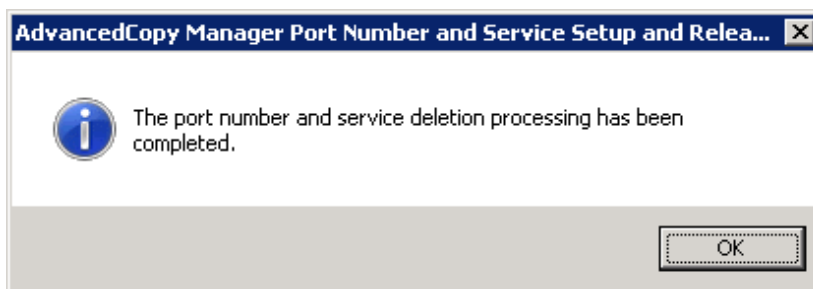 AdvancedCopy Manager Port Number and Service Setup and Relea...
The port number and service deletion processing has been
completed.
OK